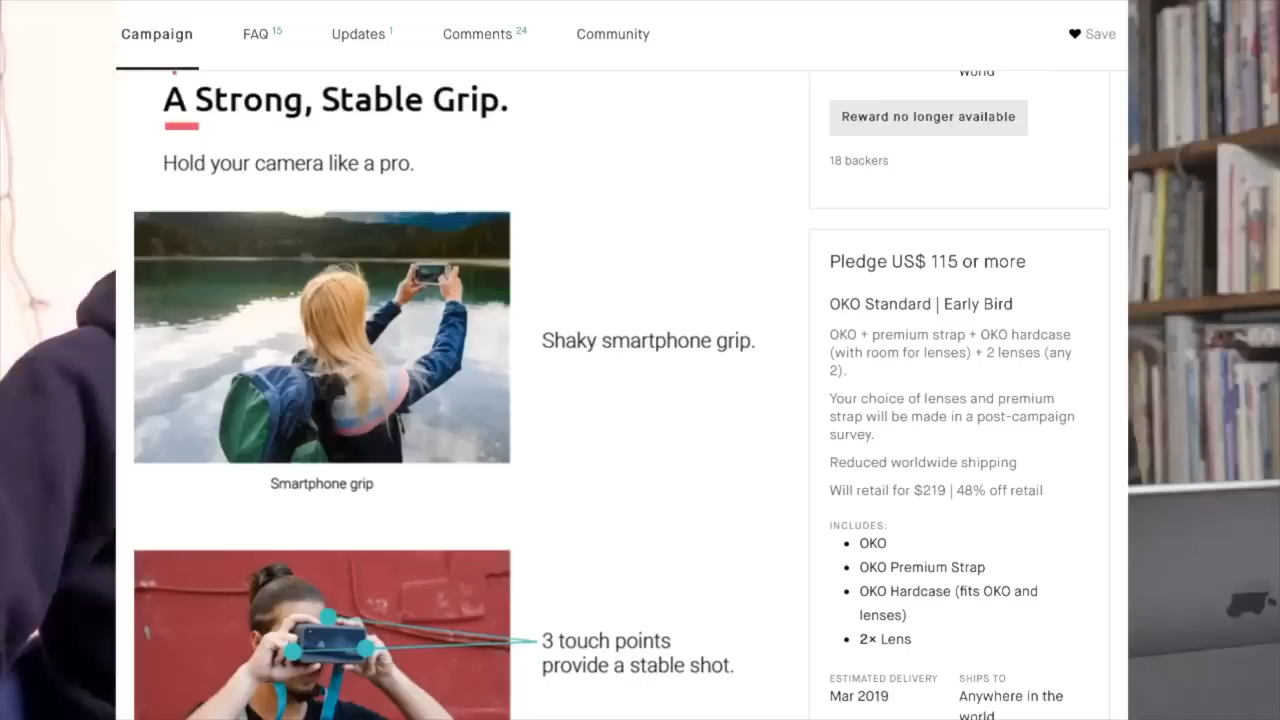 Campaign
FAQ 15
Updates 1
Comments 24
Community
Save
A Strong, Stable Grip.
Hold your camera like a pro.
Shaky smartphone grip.
Smartphone grip
3 touch points
provide a stable shot.
World
Reward no longer available
18 backers
Pledge US$ 115 or more
OKO Standard | Early Bird
OKO + premium strap + OKO hardcase
(with room for lenses) + 2 lenses (any
2).
Your choice of lenses and premium
strap will be made in a post-campaign
survey.
Reduced worldwide shipping
Will retail for $219 | 48% off retail
INCLUDES:
OKO
OKO Premium Strap
OKO Hardcase (fits OKO and
lenses)
2× Lens
ESTIMATED DELIVERY
Mar 2019
SHIPS TO
Anywhere in the
world